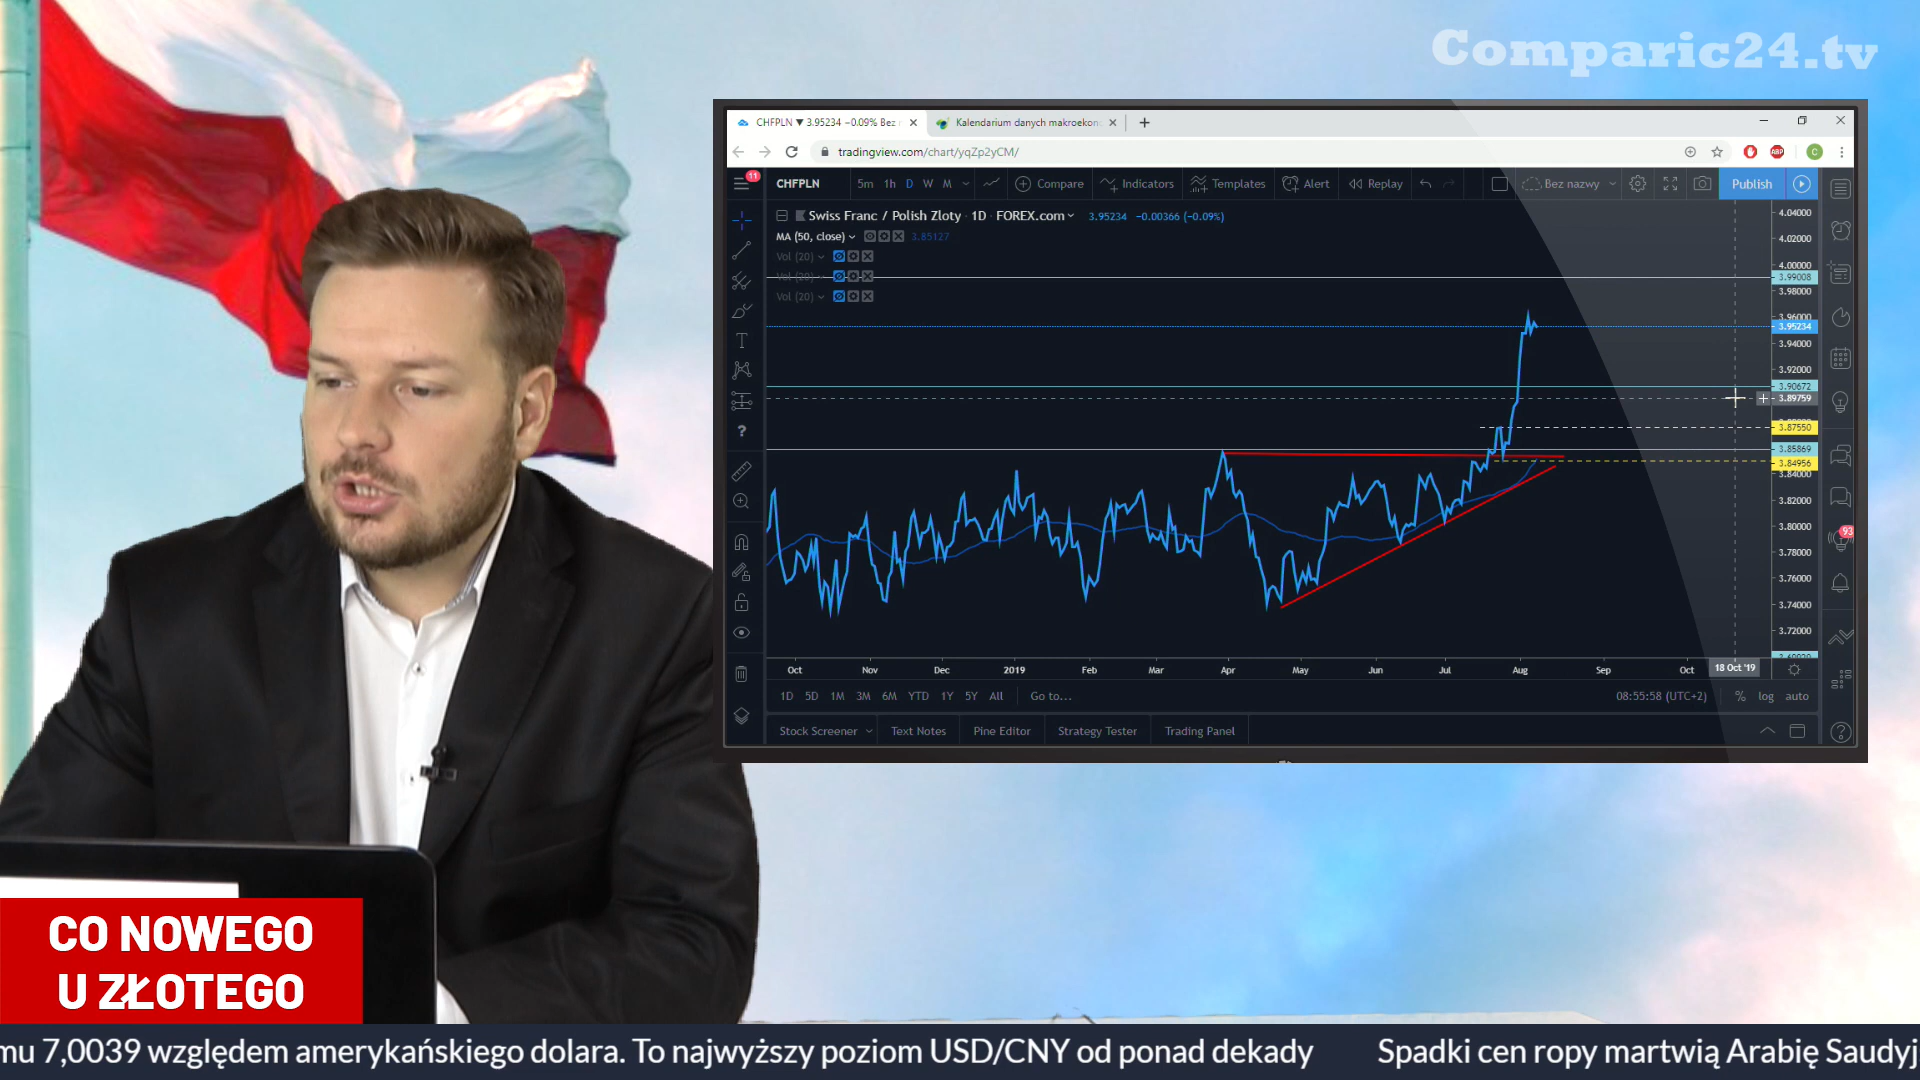 Comparic24.tv
CHFPLN ▼ 3.95234 −0.09% Bez
Kalendarium danych makroekon
tradingview.com/chart/yqZp2yCM/
ABP
C
11
CHFPLN
5m 1h D W M
Compare
Indicators
Templates
Alert
Replay
Bez nazwy
Publish
Swiss Franc / Polish Zloty · 1D · FOREX.com
3.95234 −0.00366 (−0.09%)
MA (50, close)
3.85127
Vol (20)
Vol (20)
Vol (20)
4.04000
4.02000
4.00000
3.99008
3.98000
3.96000
3.95234
3.94000
3.92000
3.90672
3.89759
3.87550
3.85869
3.84956
3.84000
3.82000
3.80000
3.78000
3.76000
3.74000
3.72000
93
Oct Nov Dec 2019 Feb Mar Apr May Jun Jul Aug Sep Oct 18 Oct '19
1D 5D 1M 3M 6M YTD 1Y 5Y All Go to...
08:55:58 (UTC+2) % log auto
Stock Screener Text Notes Pine Editor Strategy Tester Trading Panel
CO NOWEGO
U ZŁOTEGO
mu 7,0039 względem amerykańskiego dolara. To najwyższy poziom USD/CNY od ponad dekady Spadki cen ropy martwią Arabię Saudyj